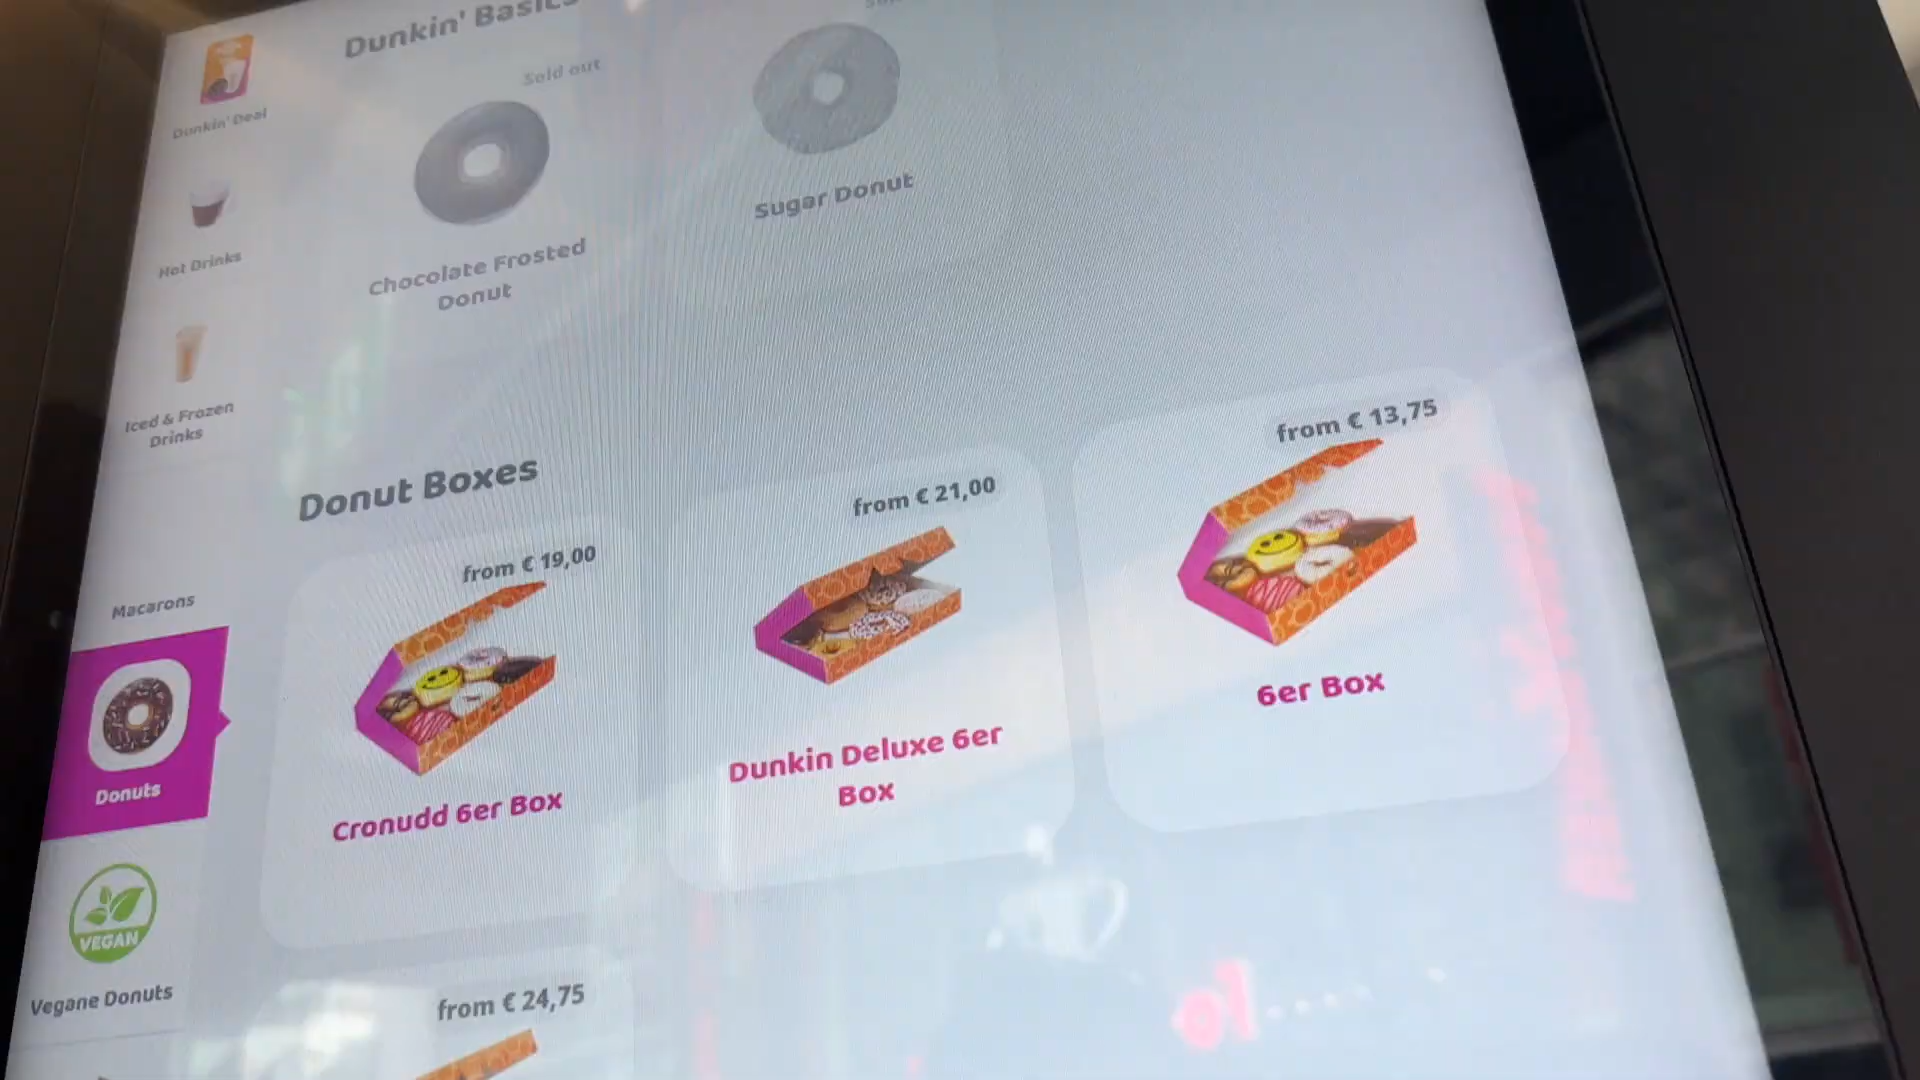 Dunkin' Basics
Sold out
Chocolate Frosted
Donut
Sugar Donut
Dunkin' Deal
Hot Drinks
Iced & Frozen
Drinks
Macarons
Donuts
VEGAN
Vegane Donuts
Donut Boxes
from € 19,00
Cronudd 6er Box
from € 21,00
Dunkin Deluxe 6er
Box
from € 13,75
6er Box
from € 24,75